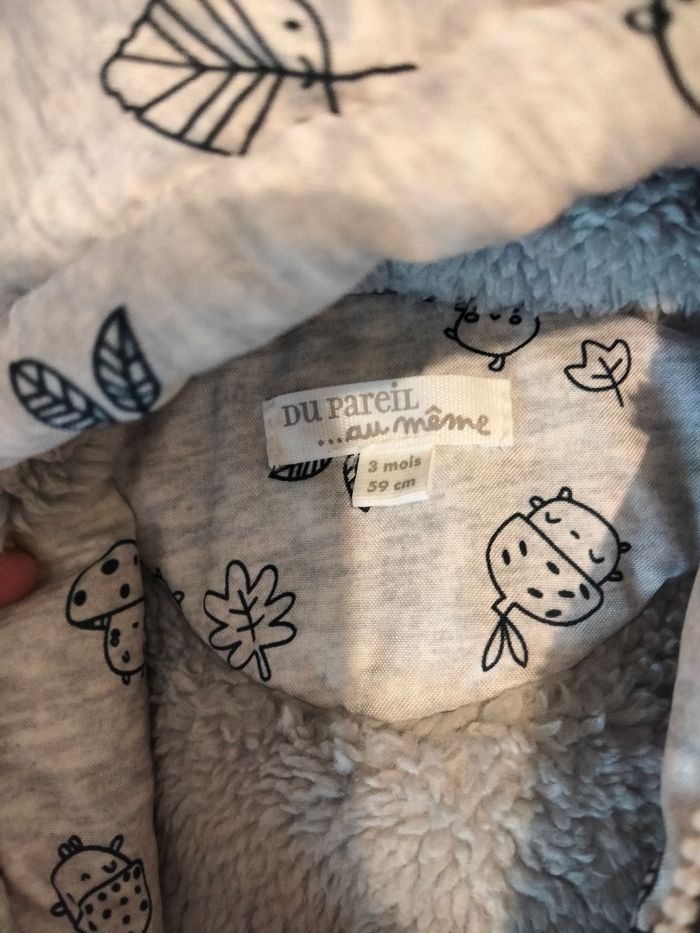 DU PAREIL
...au même
3 mois
59 cm